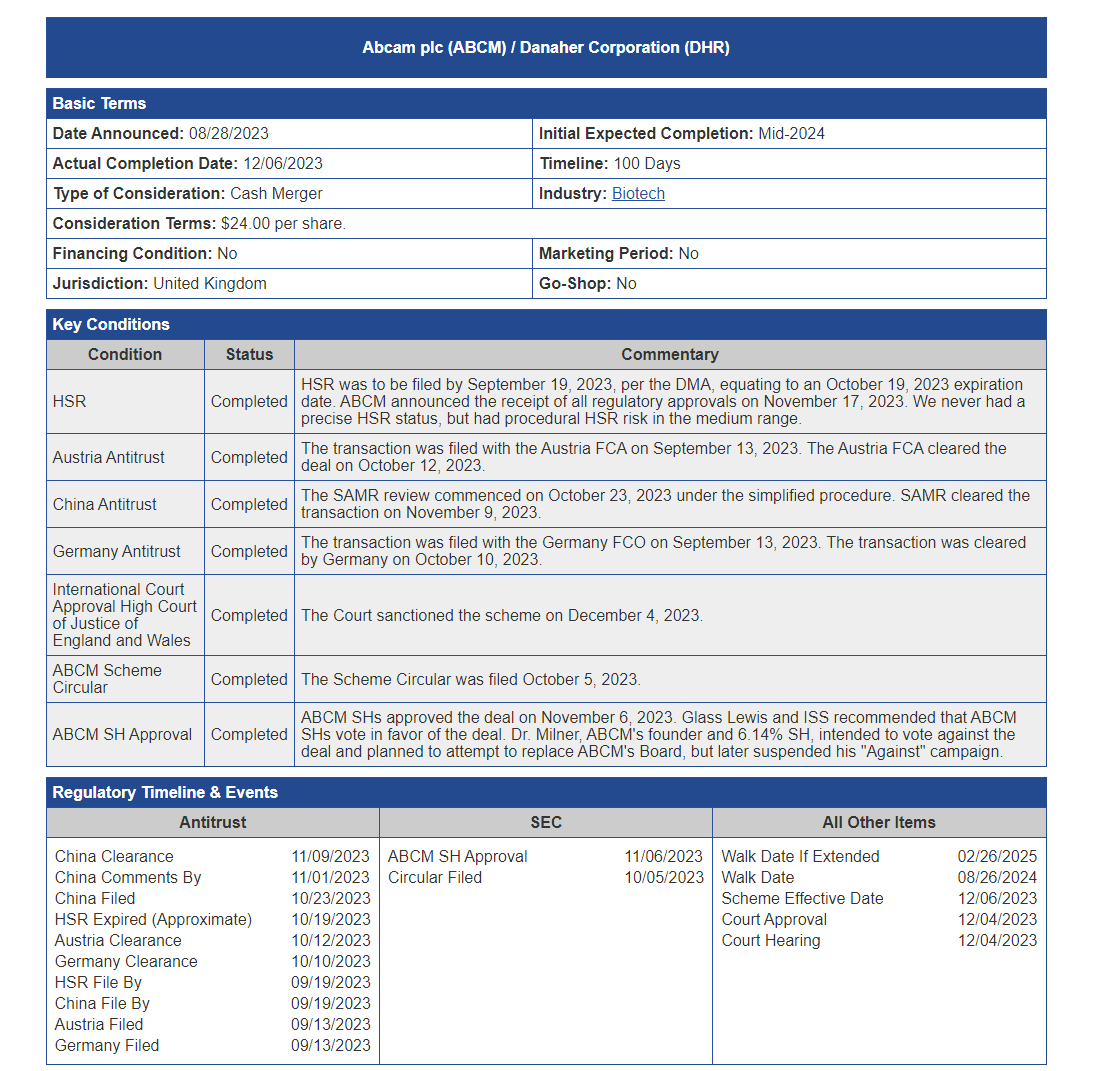 Abcam plc (ABCM) / Danaher Corporation (DHR)
Basic Terms
Date Announced: 08/28/2023
Initial Expected Completion: Mid-2024
Actual Completion Date: 12/06/2023
Timeline: 100 Days
Type of Consideration: Cash Merger
Industry: Biotech
Consideration Terms: $24.00 per share.
Financing Condition: No
Marketing Period: No
Jurisdiction: United Kingdom
Go-Shop: No
Key Conditions
Condition
Status
Commentary
HSR
Completed
HSR was to be filed by September 19, 2023, per the DMA, equating to an October 19, 2023 expiration
date. ABCM announced the receipt of all regulatory approvals on November 17, 2023. We never had a
precise HSR status, but had procedural HSR risk in the medium range.
Austria Antitrust
Completed
The transaction was filed with the Austria FCA on September 13, 2023. The Austria FCA cleared the
deal on October 12, 2023.
China Antitrust
Completed
The SAMR review commenced on October 23, 2023 under the simplified procedure. SAMR cleared the
transaction on November 9, 2023.
Germany Antitrust
Completed
The transaction was filed with the Germany FCO on September 13, 2023. The transaction was cleared
by Germany on October 10, 2023.
International Court
Approval High Court
of Justice of
England and Wales
Completed
The Court sanctioned the scheme on December 4, 2023.
ABCM Scheme
Circular
Completed
The Scheme Circular was filed October 5, 2023.
ABCM SH Approval
Completed
ABCM SHs approved the deal on November 6, 2023. Glass Lewis and ISS recommended that ABCM
SHs vote in favor of the deal. Dr. Milner, ABCM's founder and 6.14% SH, intended to vote against the
deal and planned to attempt to replace ABCM's Board, but later suspended his "Against" campaign.
Regulatory Timeline & Events
Antitrust
China Clearance 11/09/2023
China Comments By 11/01/2023
China Filed 10/23/2023
HSR Expired (Approximate) 10/19/2023
Austria Clearance 10/12/2023
Germany Clearance 10/10/2023
HSR File By 09/19/2023
China File By 09/19/2023
Austria Filed 09/13/2023
Germany Filed 09/13/2023
SEC
ABCM SH Approval 11/06/2023
Circular Filed 10/05/2023
All Other Items
Walk Date If Extended 02/26/2025
Walk Date 08/26/2024
Scheme Effective Date 12/06/2023
Court Approval 12/04/2023
Court Hearing 12/04/2023